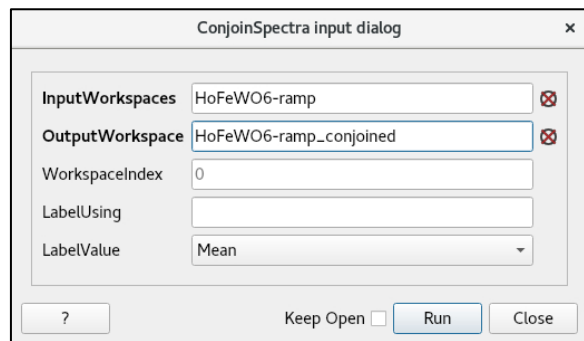 ConjoinSpectra input dialog ×
InputWorkspaces HoFeWO6-ramp
OutputWorkspace HoFeWO6-ramp_conjoined
WorkspaceIndex 0
LabelUsing
LabelValue Mean
? Keep Open Run Close